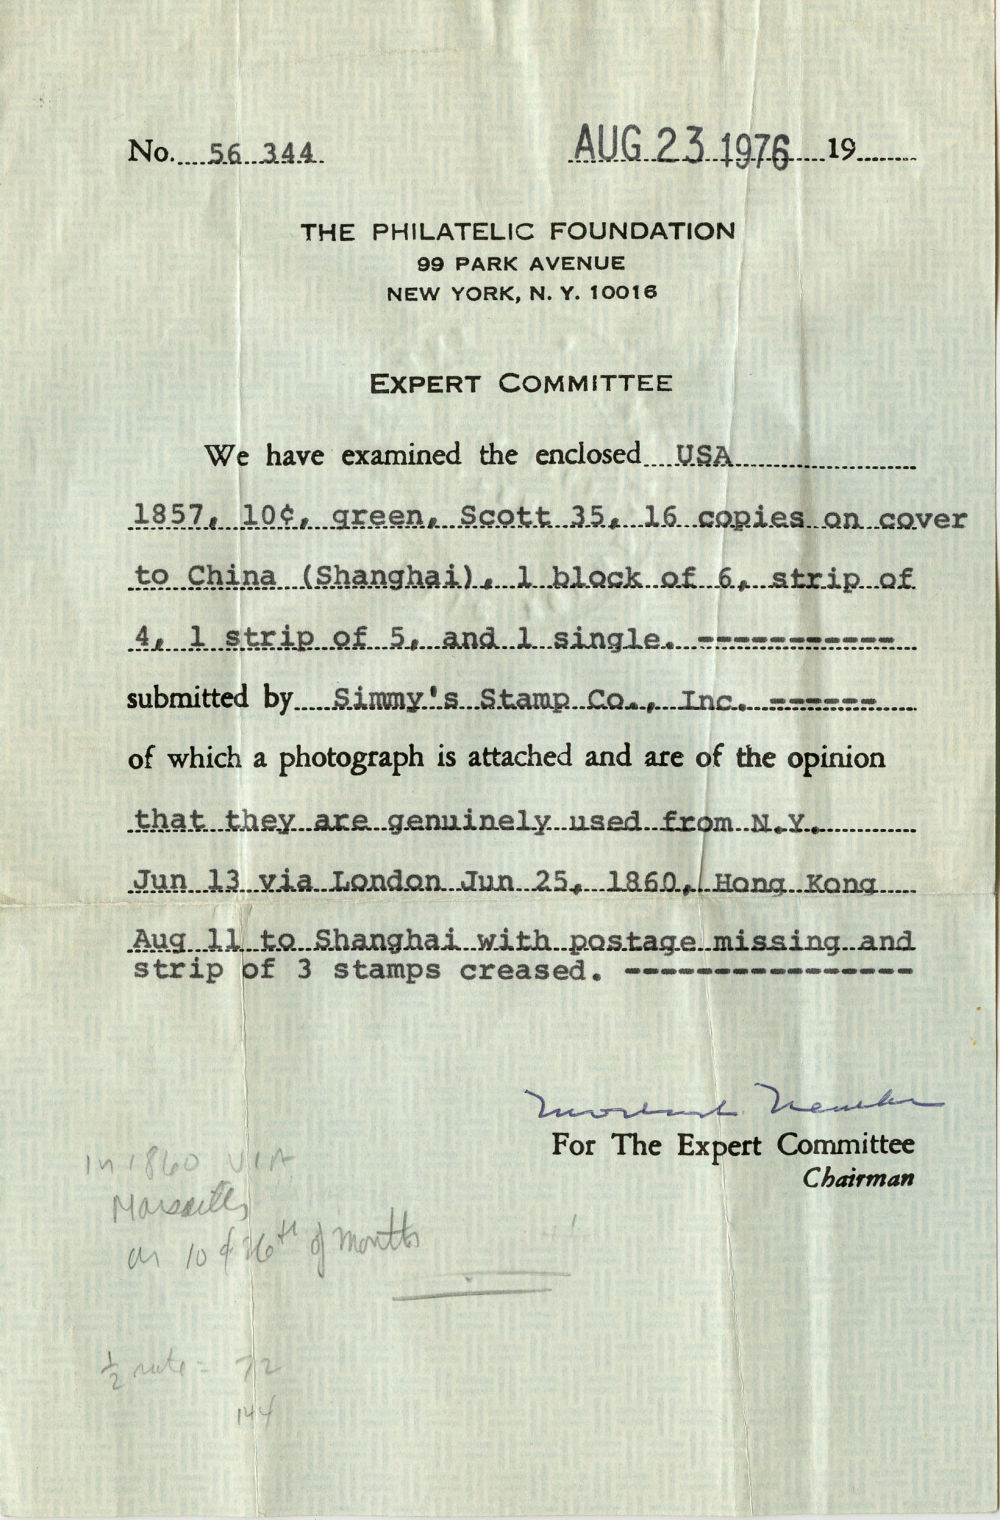 No. 56 344 AUG 23 1976 19
THE PHILATELIC FOUNDATION
99 PARK AVENUE
NEW YORK, N. Y. 10016
EXPERT COMMITTEE
We have examined the enclosed USA
1857, 10¢, green, Scott 35, 16 copies on cover
to China (Shanghai), 1 block of 6, strip of
4, 1 strip of 5, and 1 single. -----------
submitted by Simmy's Stamp Co., Inc. ------
of which a photograph is attached and are of the opinion
that they are genuinely used from N.Y.
Jun 13 via London Jun 25, 1860, Hong Kong
Aug 11 to Shanghai with postage missing and
strip of 3 stamps creased. ----------------
For The Expert Committee
Chairman
in 1860 VIA
Marseilles
10 & 26th of months
½ rate = 72
144